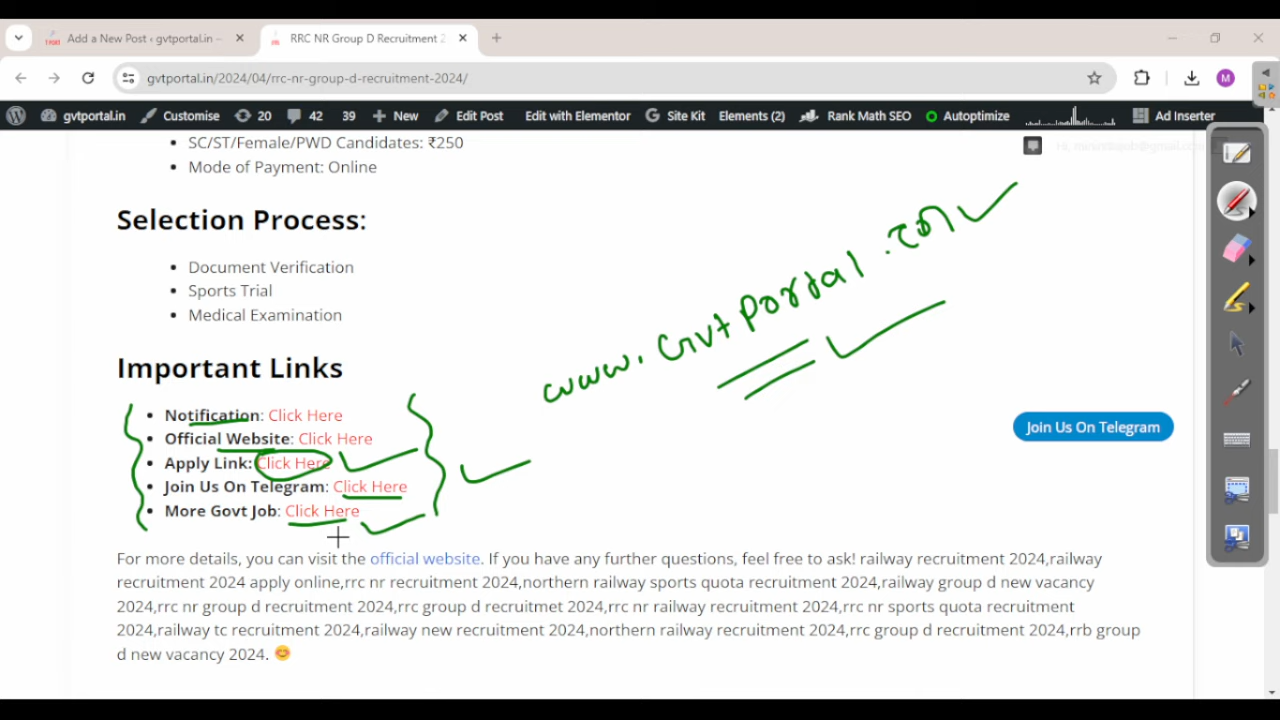 Add a New Post ‹ gvtportal.in –
RRC NR Group D Recruitment 2
gvtportal.in/2024/04/rrc-nr-group-d-recruitment-2024/
M
gvtportal.in Customise 20 42 39 New Edit Post Edit with Elementor Site Kit Elements (2) Rank Math SEO Autoptimize Ad Inserter
SC/ST/Female/PWD Candidates: ₹250
Mode of Payment: Online
Selection Process:
Document Verification
Sports Trial
Medical Examination
www.GvtPortal
Important Links
Notification: Click Here
Official Website: Click Here
Apply Link: Click Here
Join Us On Telegram: Click Here
More Govt Job: Click Here
Join Us On Telegram
For more details, you can visit the official website. If you have any further questions, feel free to ask! railway recruitment 2024,railway
recruitment 2024 apply online,rrc nr recruitment 2024,northern railway sports quota recruitment 2024,railway group d new vacancy
2024,rrc nr group d recruitment 2024,rrc group d recruitmet 2024,rrc nr railway recruitment 2024,rrc nr sports quota recruitment
2024,railway tc recruitment 2024,railway new recruitment 2024,northern railway recruitment 2024,rrc group d recruitment 2024,rrb group
d new vacancy 2024.